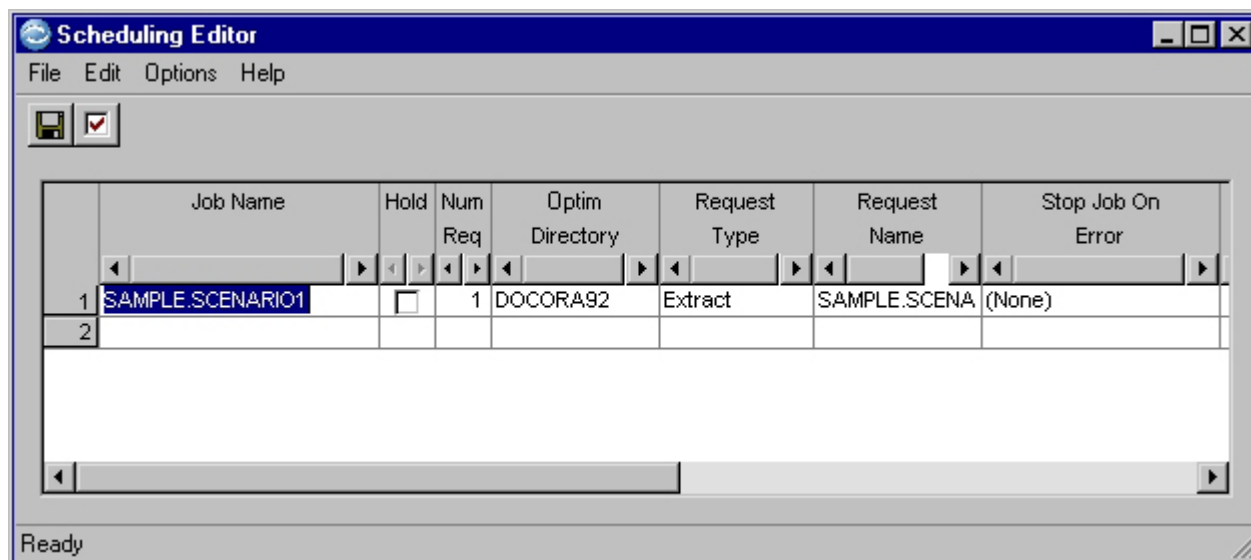 Scheduling Editor
File Edit Options Help
Job Name Hold Num Req Optim Directory Request Type Request Name Stop Job On Error
1 SAMPLE.SCENARIO1 1 DOCORA92 Extract SAMPLE.SCENA (None)
2
Ready